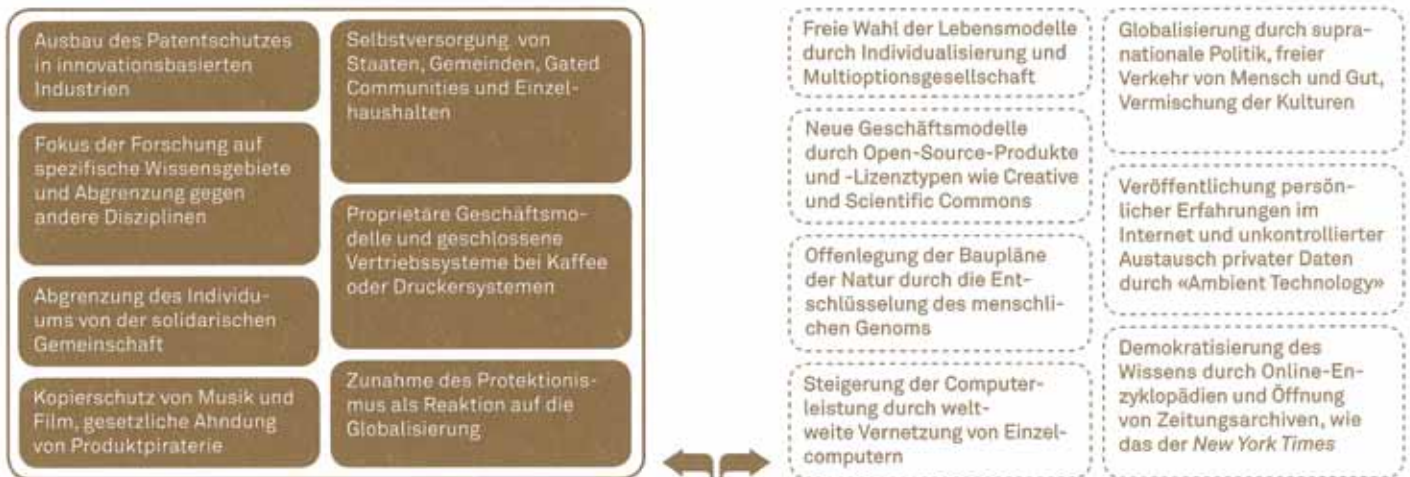 Ausbau des Patentschutzes
in innovationsbasierten
Industrien
Fokus der Forschung auf
spezifische Wissensgebiete
und Abgrenzung gegen
andere Disziplinen
Abgrenzung des Individu-
ums von der solidarischen
Gemeinschaft
Kopierschutz von Musik und
Film, gesetzliche Ahndung
von Produktpiraterie
Selbstversorgung von
Staaten, Gemeinden, Gated
Communities und Einzel-
haushalten
Proprietäre Geschäftsmo-
delle und geschlossene
Vertriebssysteme bei Kaffee
oder Druckersystemen
Zunahme des Protektionis-
mus als Reaktion auf die
Globalisierung
Freie Wahl der Lebensmodelle
durch Individualisierung und
Multioptionsgesellschaft
Neue Geschäftsmodelle
durch Open-Source-Produkte
und -Lizenztypen wie Creative
und Scientific Commons
Offenlegung der Baupläne
der Natur durch die Ent-
schlüsselung des menschli-
chen Genoms
Steigerung der Computer-
leistung durch welt-
weite Vernetzung von Einzel-
computern
Globalisierung durch supra-
nationale Politik, freier
Verkehr von Mensch und Gut,
Vermischung der Kulturen
Veröffentlichung persön-
licher Erfahrungen im
Internet und unkontrollierter
Austausch privater Daten
durch «Ambient Technology»
Demokratisierung des
Wissens durch Online-En-
zyklopädien und Öffnung
von Zeitungsarchiven, wie
das der New York Times